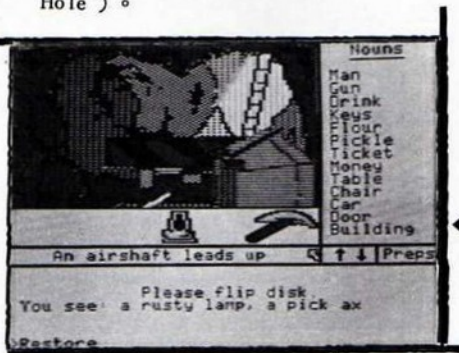 Hole ) 。
Nouns
Man
Gun
Drink
Keys
Flour
Pickle
Ticket
Money
Table
Chair
Car
Door
Building
An airshaft leads up
↑ ↓ Preps
Please flip disk.
You see: a rusty lamp, a pick ax
>Restore